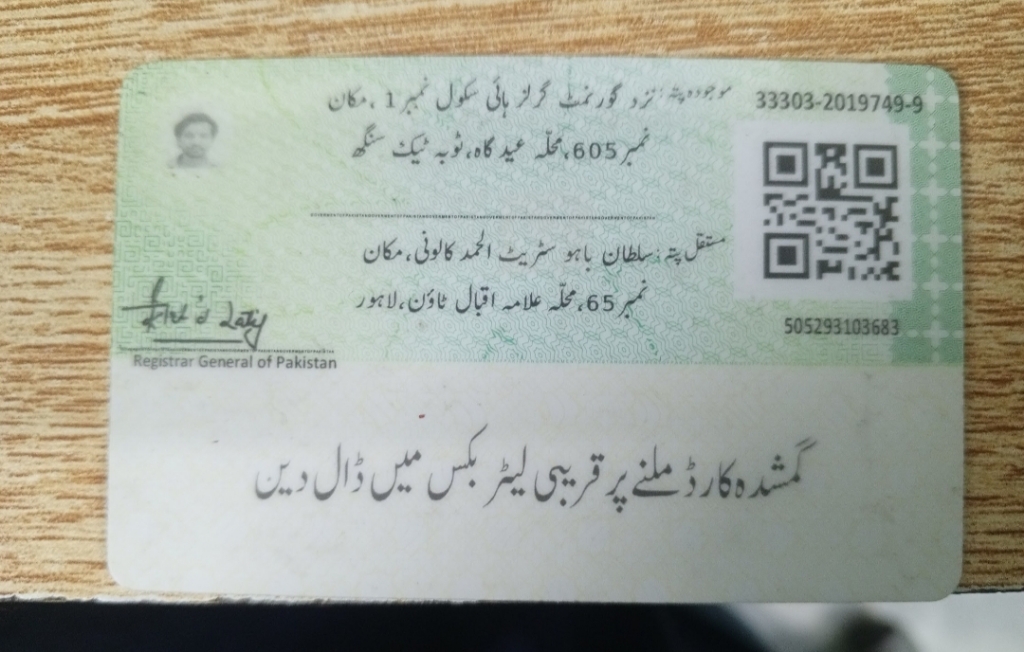 موجودہ پتہ: نزد گورنمنٹ گرلز ہائی سکول نمبر 1 ، مکان
نمبر 605، محلّہ عید گاہ، ٹوبہ ٹیک سنگھ
33303-2019749-9
مستقل پتہ: سلطان باہو سٹریٹ الحمد کالونی، مکان
نمبر 65، محلّہ علامہ اقبال ٹاؤن، لاہور
505293103683
Registrar General of Pakistan
گمشدہ کارڈ ملنے پر قریبی لیٹر بکس میں ڈال دیں